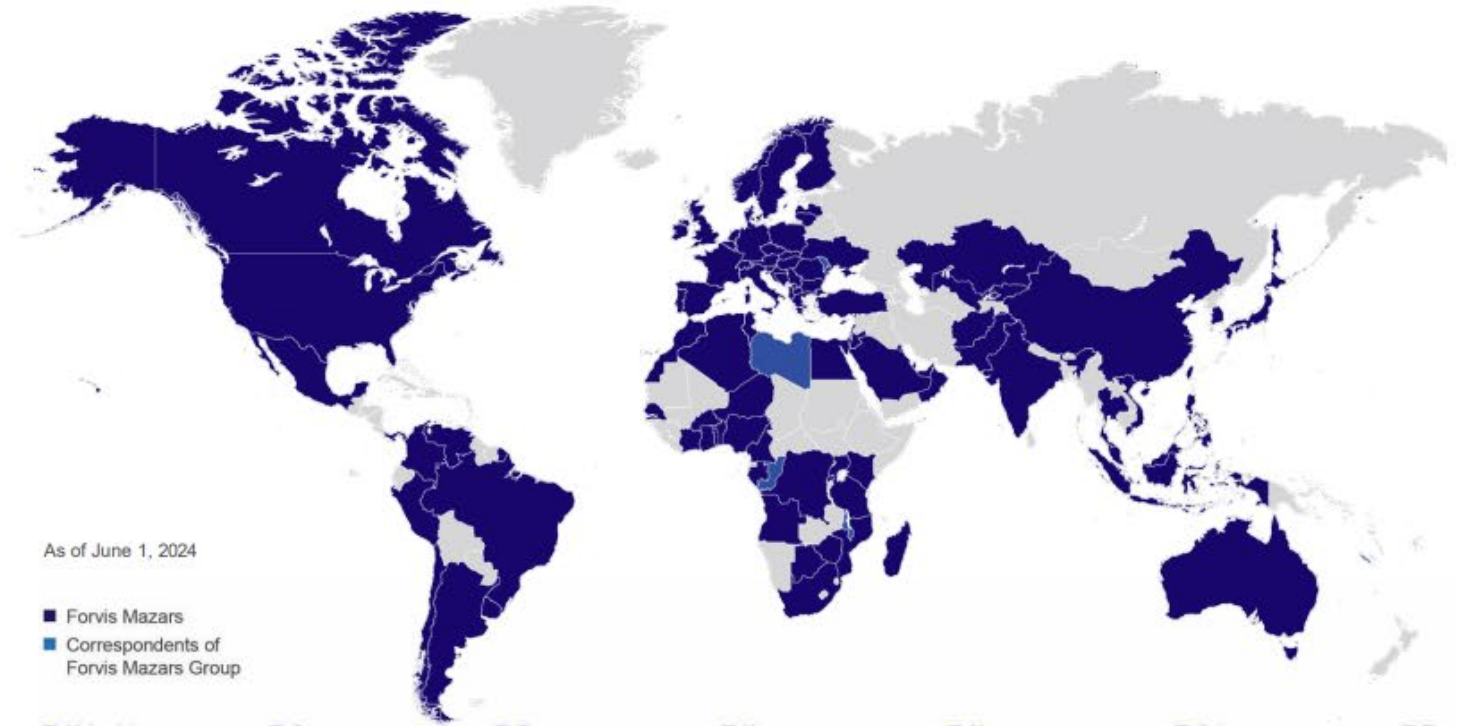 As of June 1, 2024
Forvis Mazars
Correspondents of
Forvis Mazars Group